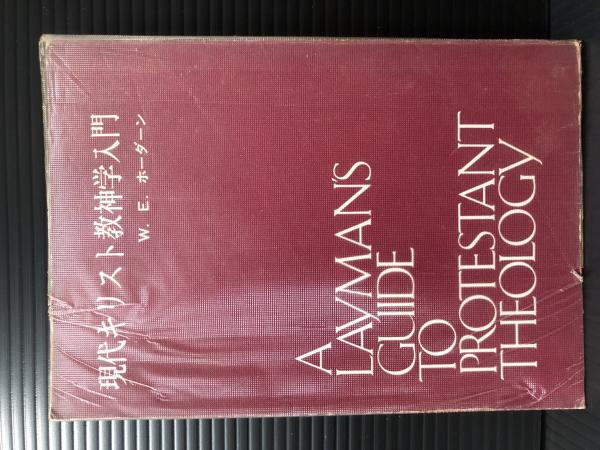 現代キリスト教神学入門
W. E. ホーダーン
A
LAYMAN'S
GUIDE
TO
PROTESTANT
THEOLOGY